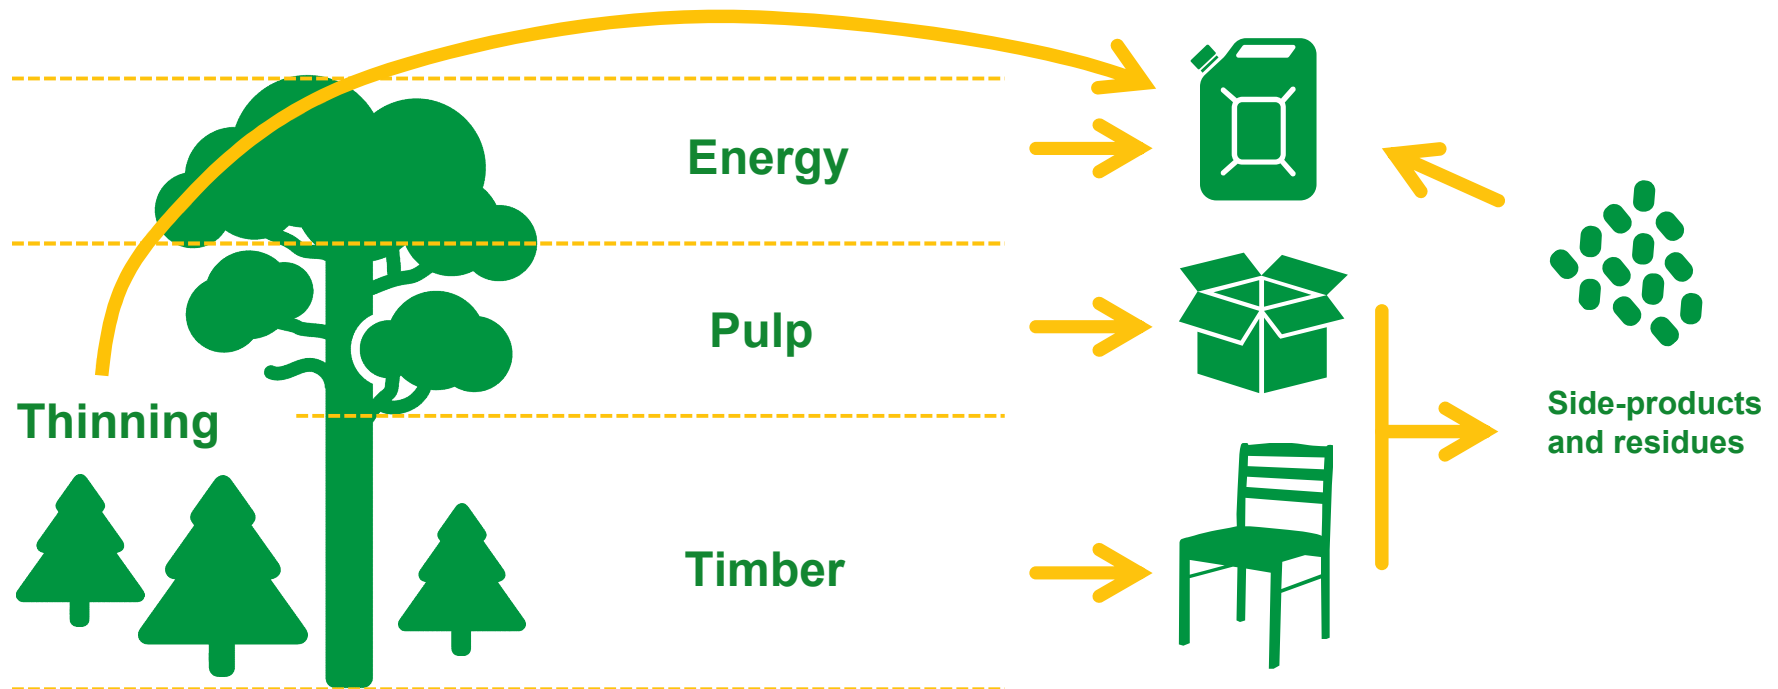 Energy
Pulp
Thinning
Timber
Side-products
and residues